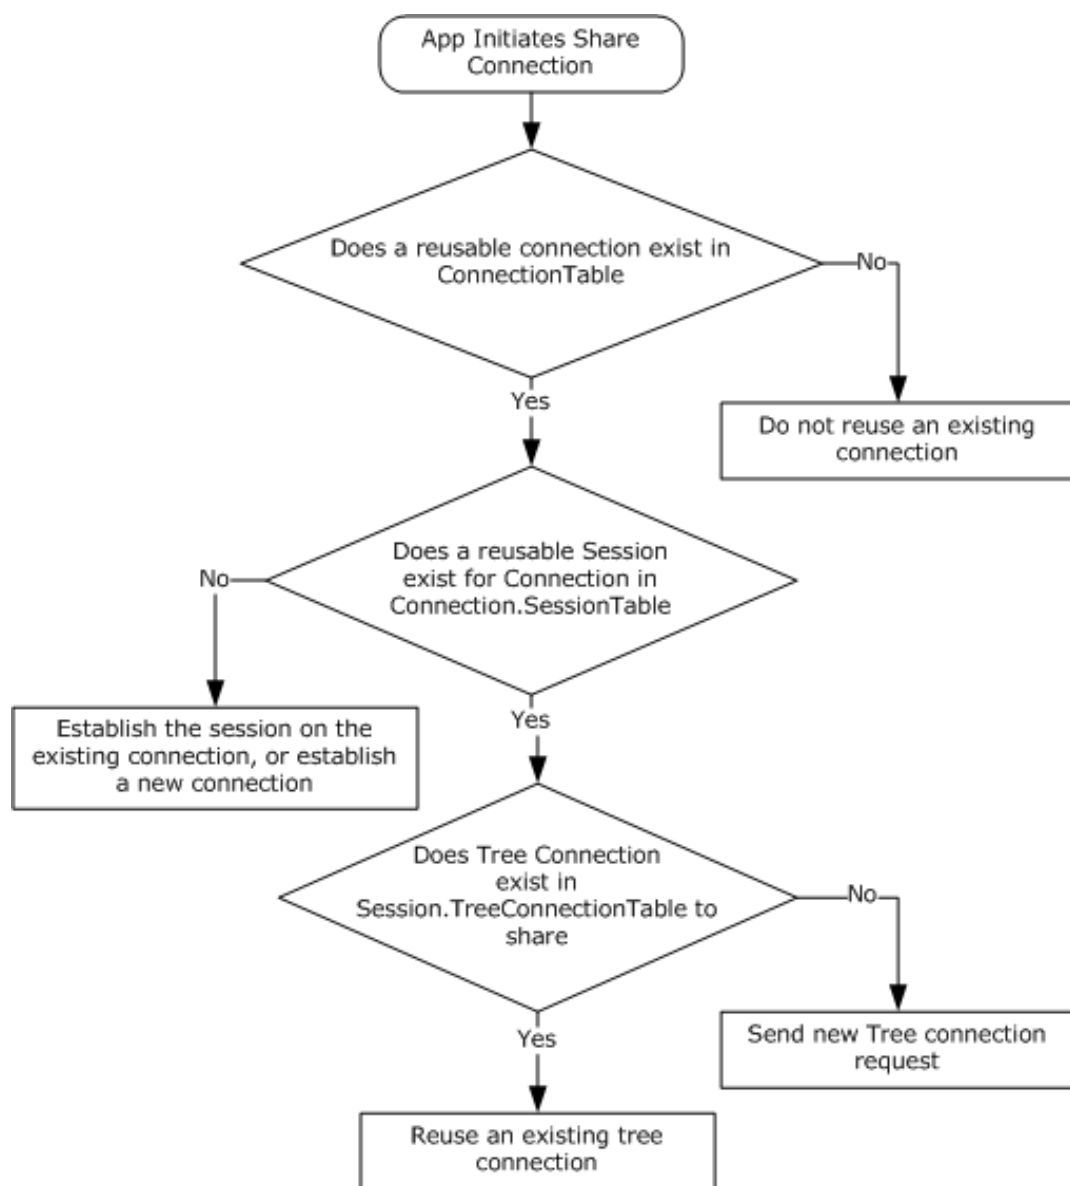 App Initiates Share
Connection
Does a reusable connection exist in
ConnectionTable
No
Yes
Do not reuse an existing
connection
Does a reusable Session
exist for Connection in
Connection.SessionTable
No
Yes
Establish the session on the
existing connection, or establish
a new connection
Does Tree Connection
exist in
Session.TreeConnectionTable to
share
No
Yes
Send new Tree connection
request
Reuse an existing tree
connection